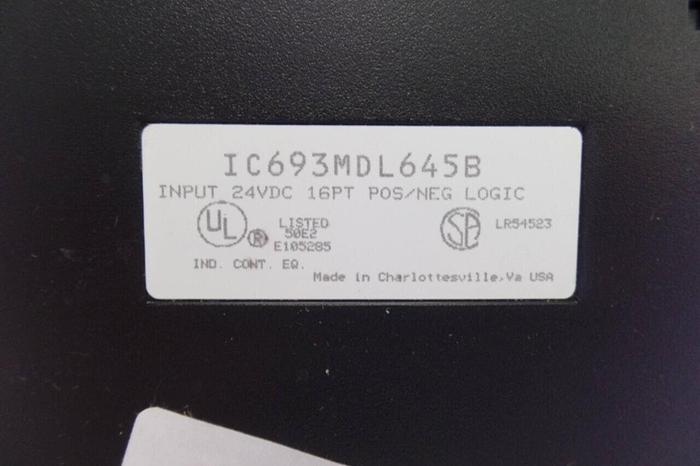 IC693MDL645B
INPUT 24VDC 16PT POS/NEG LOGIC
UL ® LISTED
50E2
E105285
SA LR54523
IND. CONT. EQ.
Made in Charlottesville,Va USA